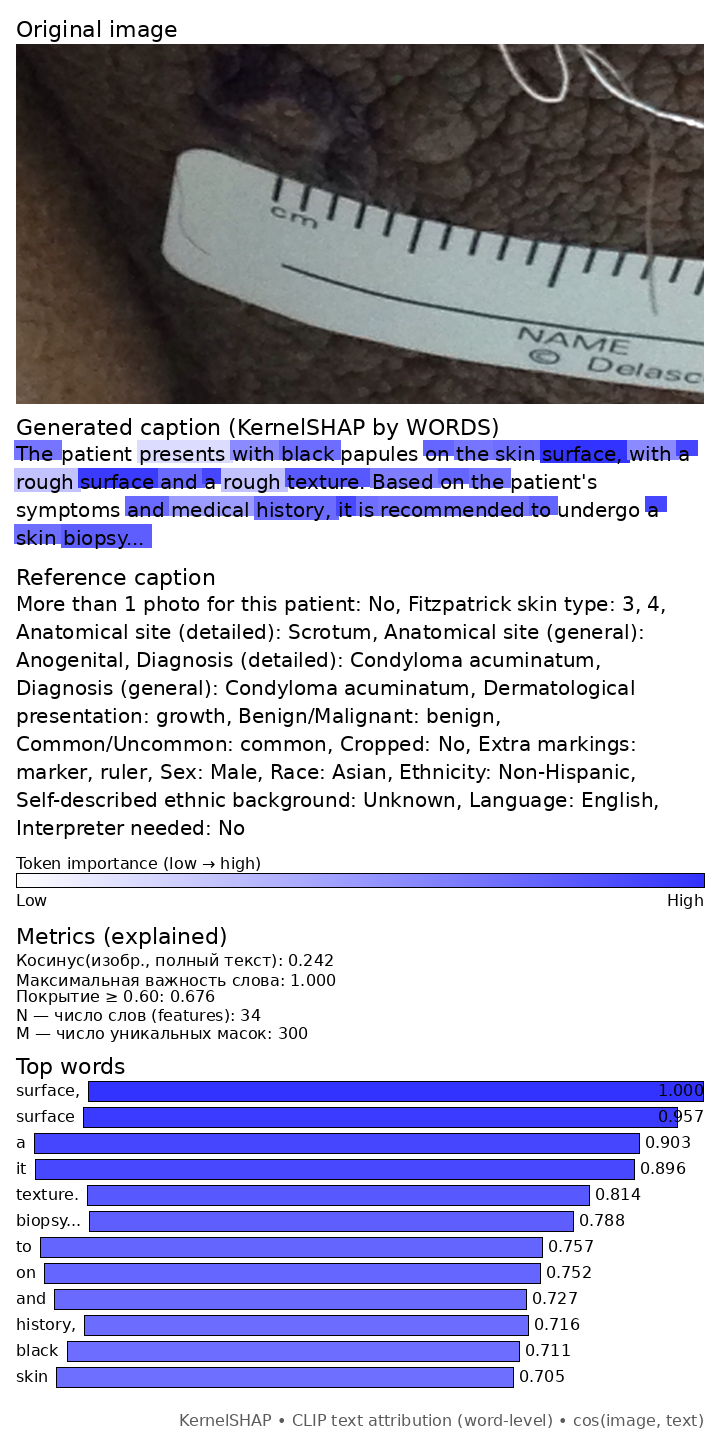 Original image
cm
NAME
© Delasc
Generated caption (KernelSHAP by WORDS)
The patient presents with black papules on the skin surface, with a
rough surface and a rough texture. Based on the patient's
symptoms and medical history, it is recommended to undergo a
skin biopsy...
Reference caption
More than 1 photo for this patient: No, Fitzpatrick skin type: 3, 4,
Anatomical site (detailed): Scrotum, Anatomical site (general):
Anogenital, Diagnosis (detailed): Condyloma acuminatum,
Diagnosis (general): Condyloma acuminatum, Dermatological
presentation: growth, Benign/Malignant: benign,
Common/Uncommon: common, Cropped: No, Extra markings:
marker, ruler, Sex: Male, Race: Asian, Ethnicity: Non-Hispanic,
Self-described ethnic background: Unknown, Language: English,
Interpreter needed: No
Token importance (low → high)
Low High
Metrics (explained)
Косинус(изобр., полный текст): 0.242
Максимальная важность слова: 1.000
Покрытие ≥ 0.60: 0.676
N — число слов (features): 34
M — число уникальных масок: 300
Top words
surface, 1.000
surface 0.957
a 0.903
it 0.896
texture. 0.814
biopsy... 0.788
to 0.757
on 0.752
and 0.727
history, 0.716
black 0.711
skin 0.705
KernelSHAP • CLIP text attribution (word-level) • cos(image, text)